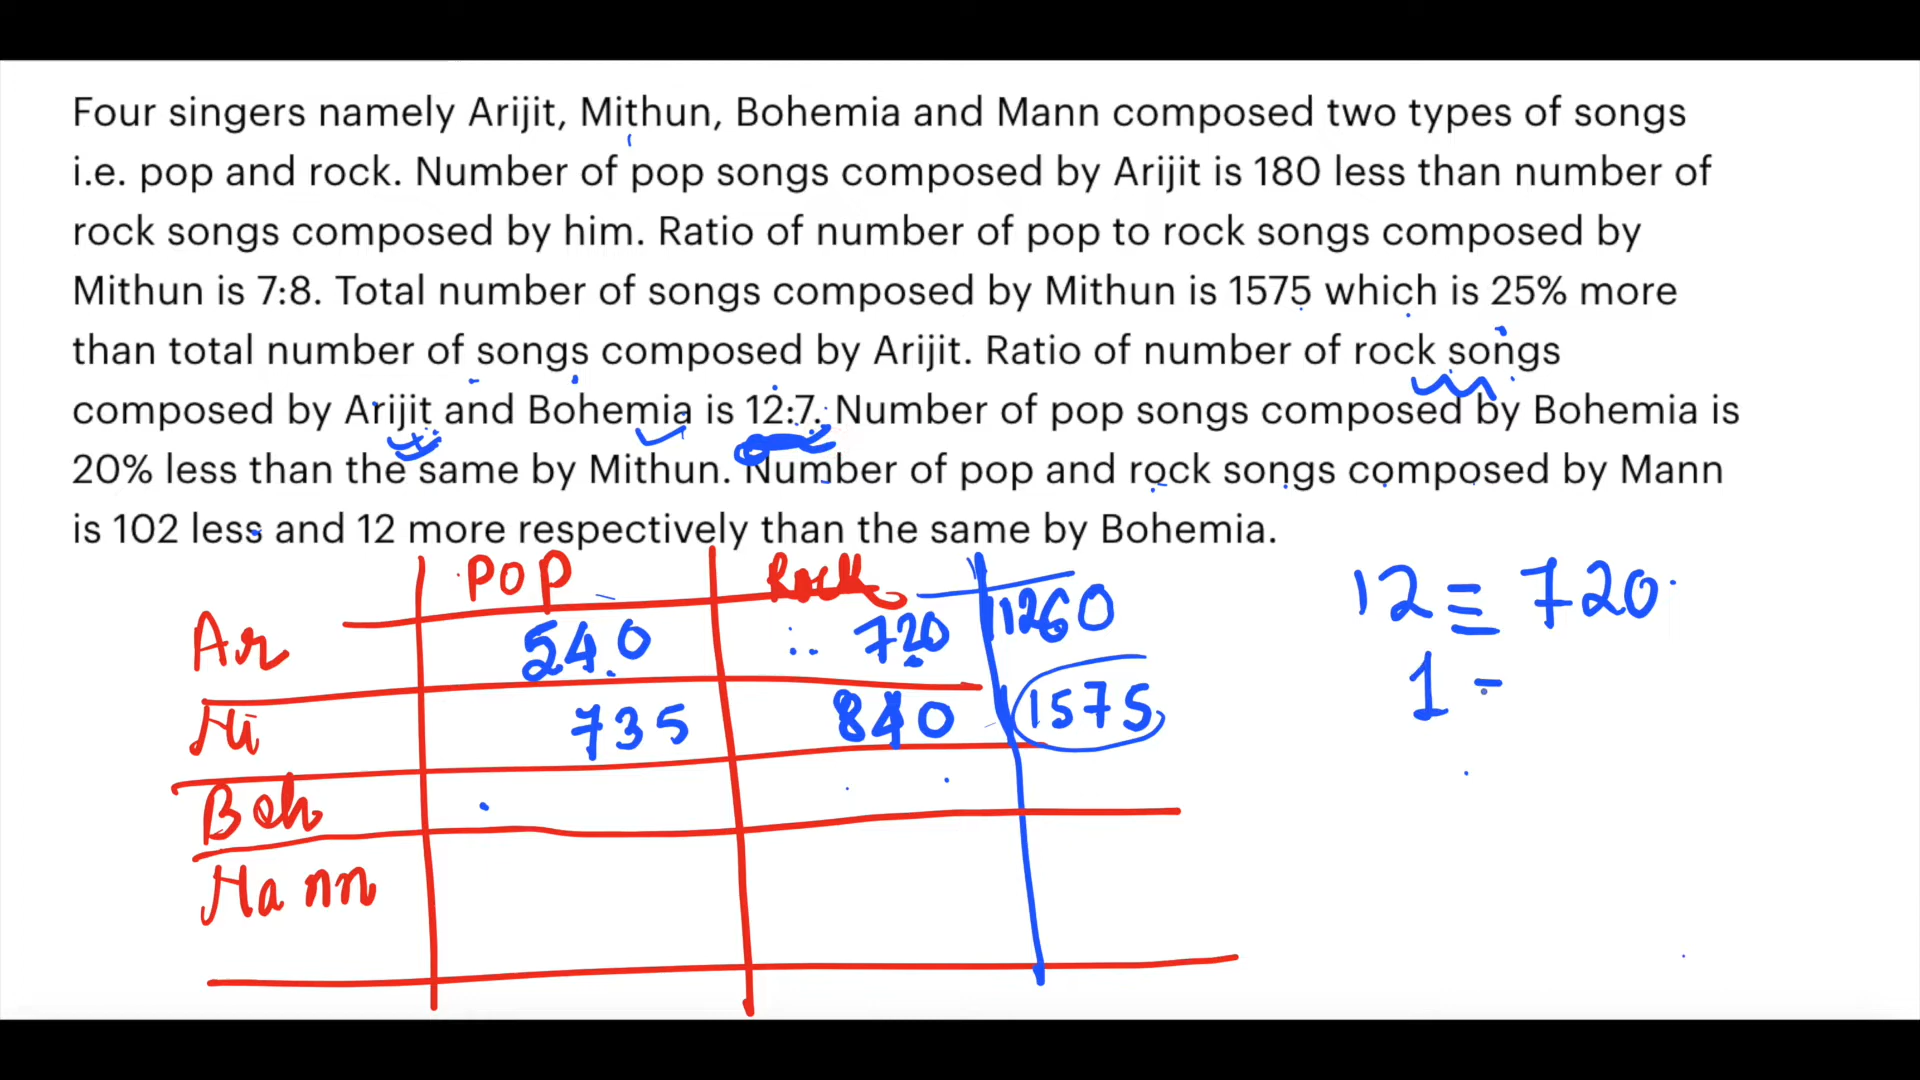 Four singers namely Arijit, Mithun, Bohemia and Mann composed two types of songs
i.e. pop and rock. Number of pop songs composed by Arijit is 180 less than number of
rock songs composed by him. Ratio of number of pop to rock songs composed by
Mithun is 7:8. Total number of songs composed by Mithun is 1575 which is 25% more
than total number of songs composed by Arijit. Ratio of number of rock songs
composed by Arijit and Bohemia is 12:7. Number of pop songs composed by Bohemia is
20% less than the same by Mithun. Number of pop and rock songs composed by Mann
is 102 less and 12 more respectively than the same by Bohemia.
POP Rock
Ar 540 720 1260
Mi 735 840 1575
Boh
Mann
12 ≡ 720
1 =